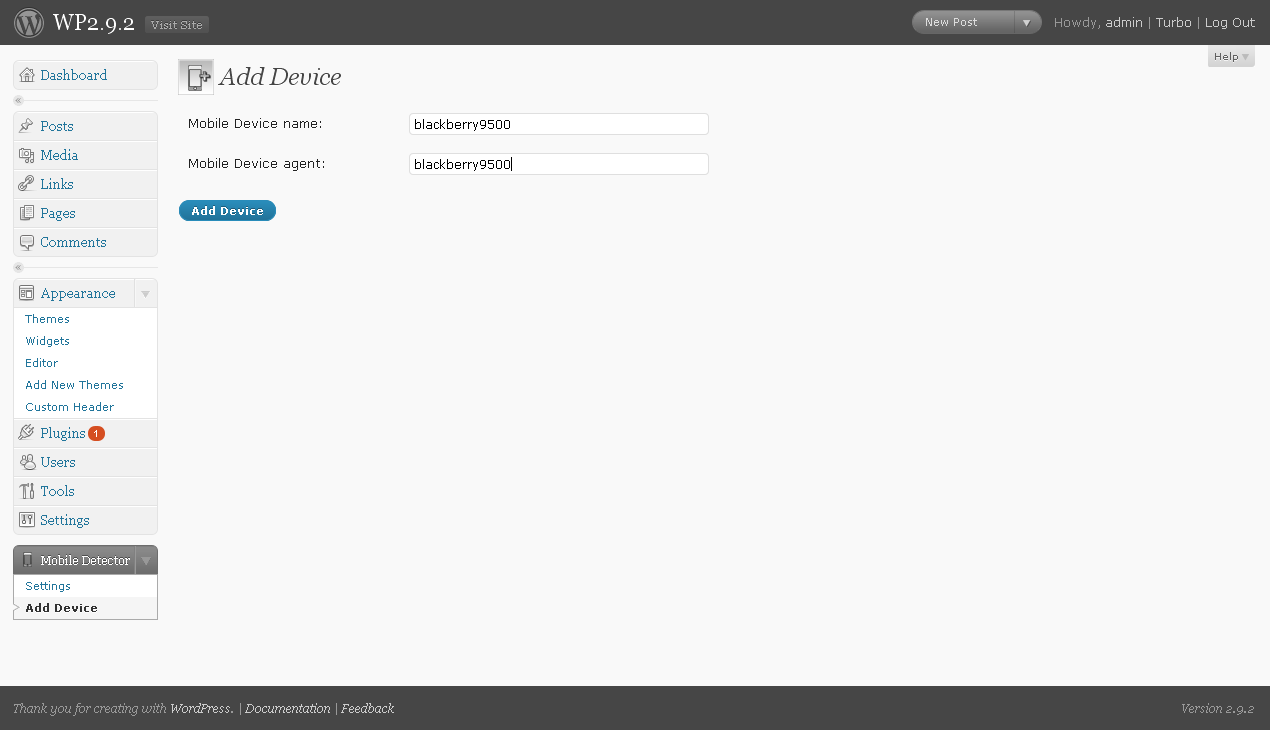 WP2.9.2 Visit Site New Post Howdy, admin | Turbo | Log Out
Help
Dashboard
Posts
Media
Links
Pages
Comments
Appearance
Themes
Widgets
Editor
Add New Themes
Custom Header
Plugins 1
Users
Tools
Settings
Mobile Detector
Settings
Add Device
Add Device
Mobile Device name: blackberry9500
Mobile Device agent: blackberry9500
Add Device
Thank you for creating with WordPress. | Documentation | Feedback Version 2.9.2